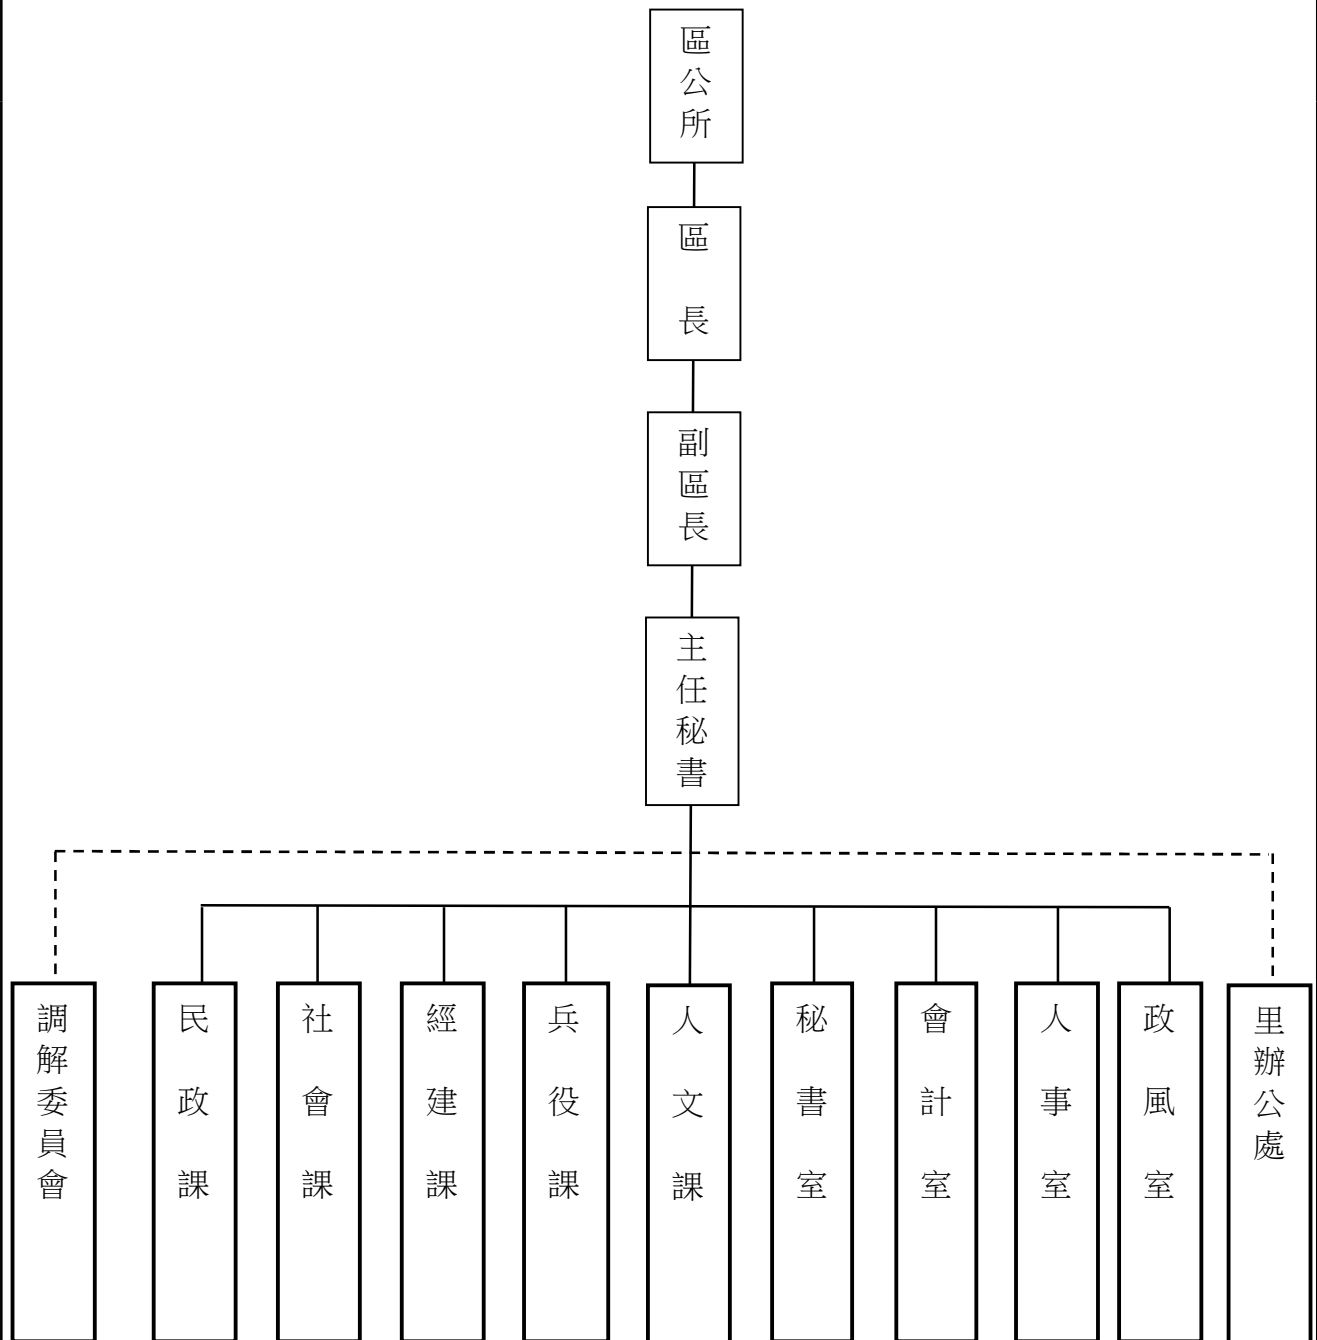 區公所
區長
副區長
主任秘書
調解委員會
民政課
社會課
經建課
兵役課
人文課
秘書室
會計室
人事室
政風室
里辦公處